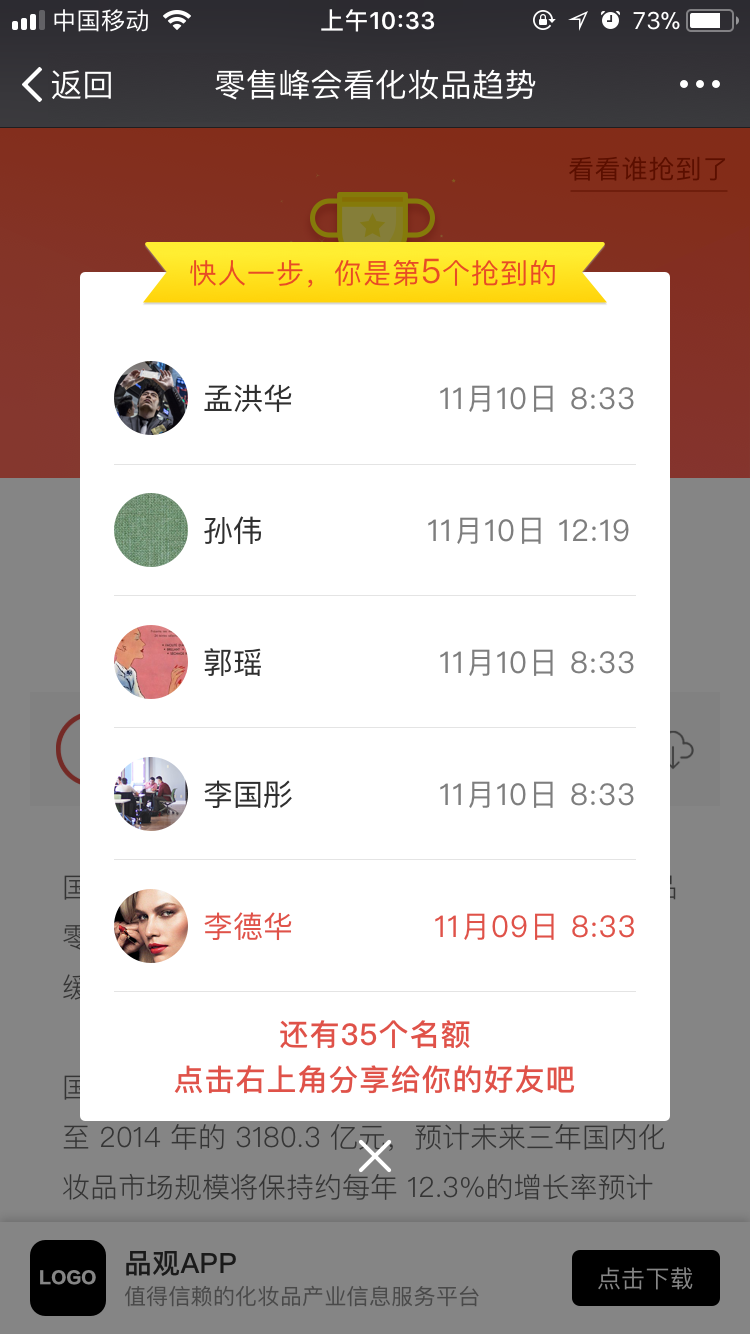 中国移动
上午10:33
73%
返回
零售峰会看化妆品趋势
看看谁抢到了
快人一步，你是第5个抢到的
孟洪华 11月10日 8:33
孙伟 11月10日 12:19
郭瑶 11月10日 8:33
李国彤 11月10日 8:33
李德华 11月09日 8:33
还有35个名额
点击右上角分享给你的好友吧
至 2014 年的 3180.3 亿元，预计未来三年国内化
妆品市场规模将保持约每年 12.3%的增长率预计
LOGO
品观APP
值得信赖的化妆品产业信息服务平台
点击下载